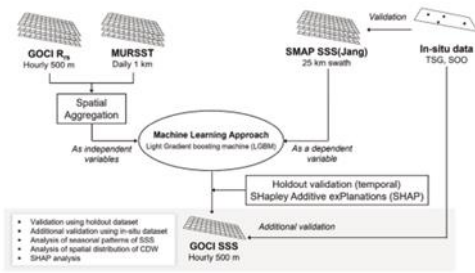 GOCI Rrs
Hourly 500 m
MURSST
Daily 1 km
SMAP SSS(Jang)
25 km swath
Validation
In-situ data
TSG, SOO
Spatial
Aggregation
As independent
variables
Machine Learning Approach
Light Gradient boosting machine (LGBM)
As a dependent
variable
Holdout validation (temporal)
SHapley Additive exPlanations (SHAP)
• Validation using holdout dataset
• Additional validation using in-situ dataset
• Analysis of seasonal patterns of SSS
• Analysis of spatial distribution of CDW
• SHAP analysis
GOCI SSS
Hourly 500 m
Additional validation